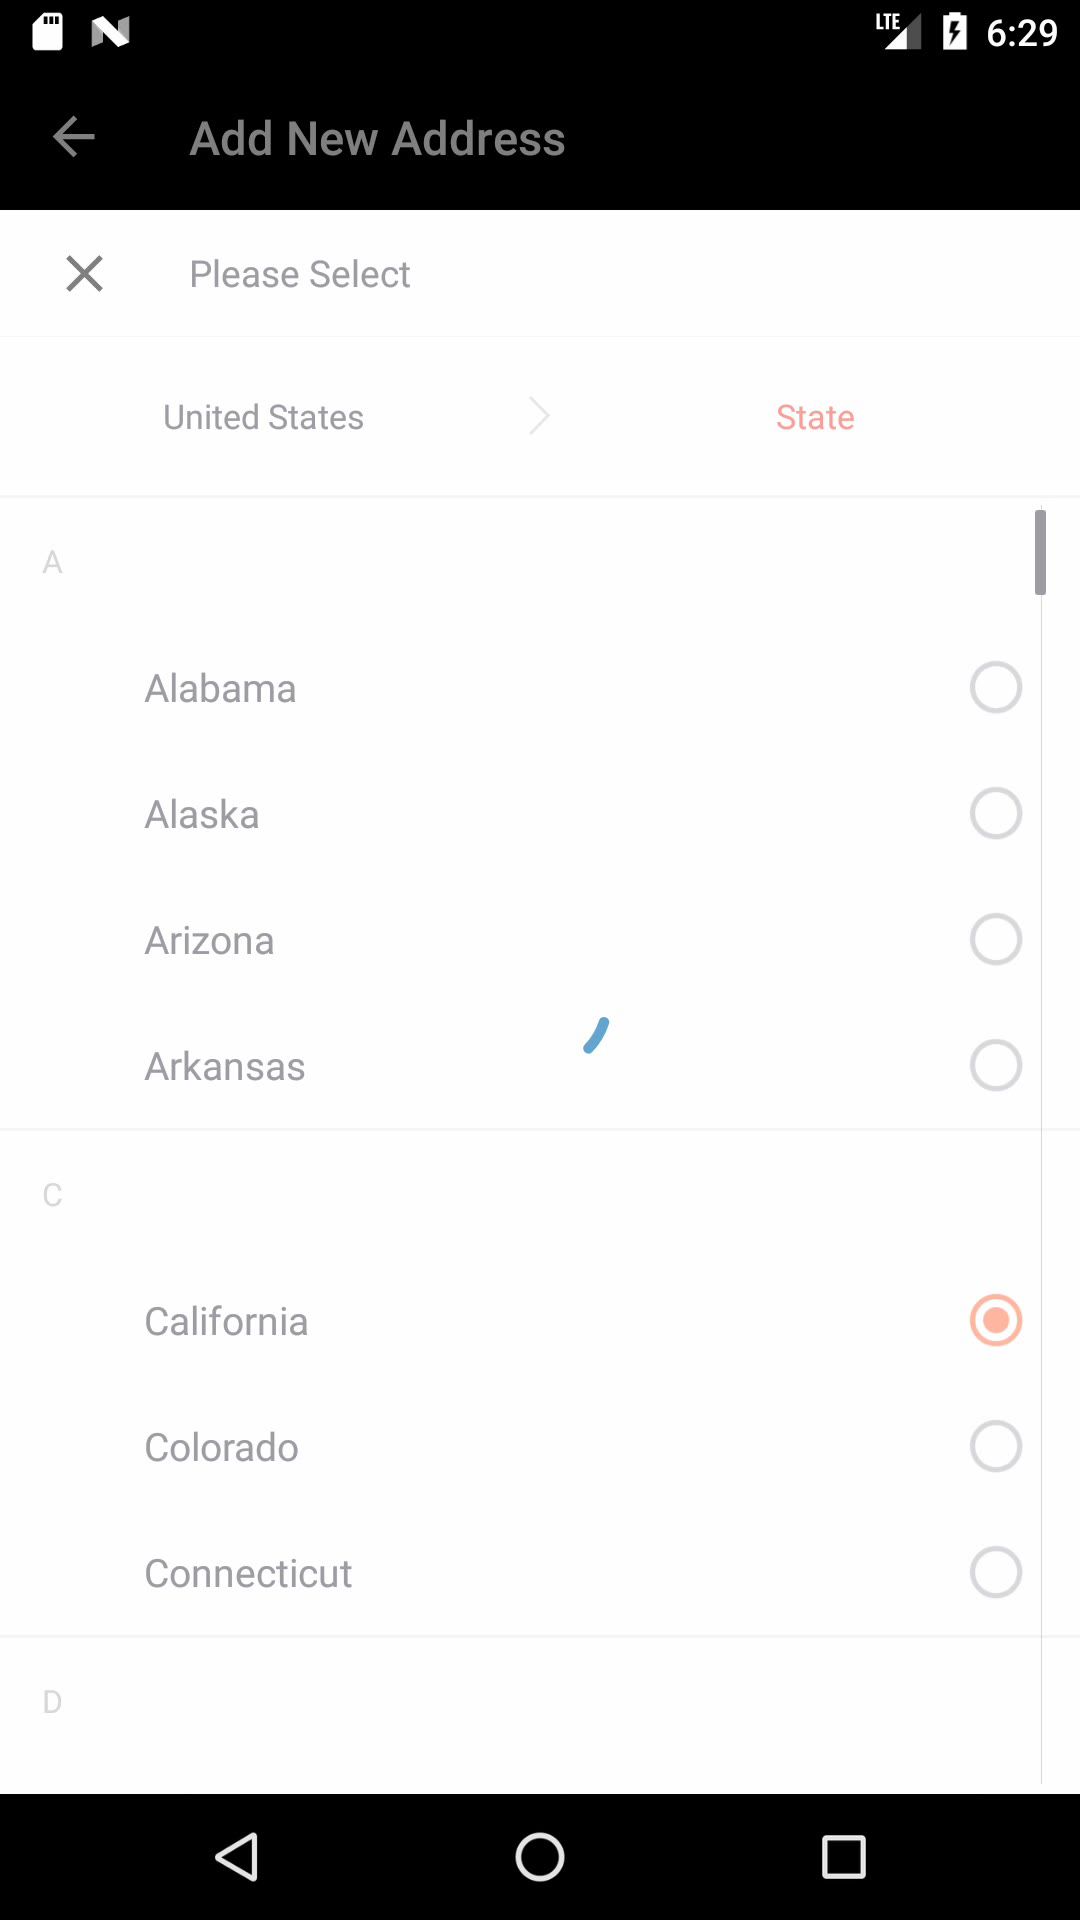 LTE 6:29
Add New Address
Please Select
United States State
A
Alabama
Alaska
Arizona
Arkansas
C
California
Colorado
Connecticut
D